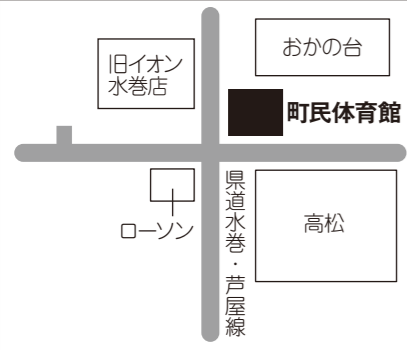 旧イオン
水巻店
おかの台
町民体育館
ローソン
県道水巻・芦屋線
高松